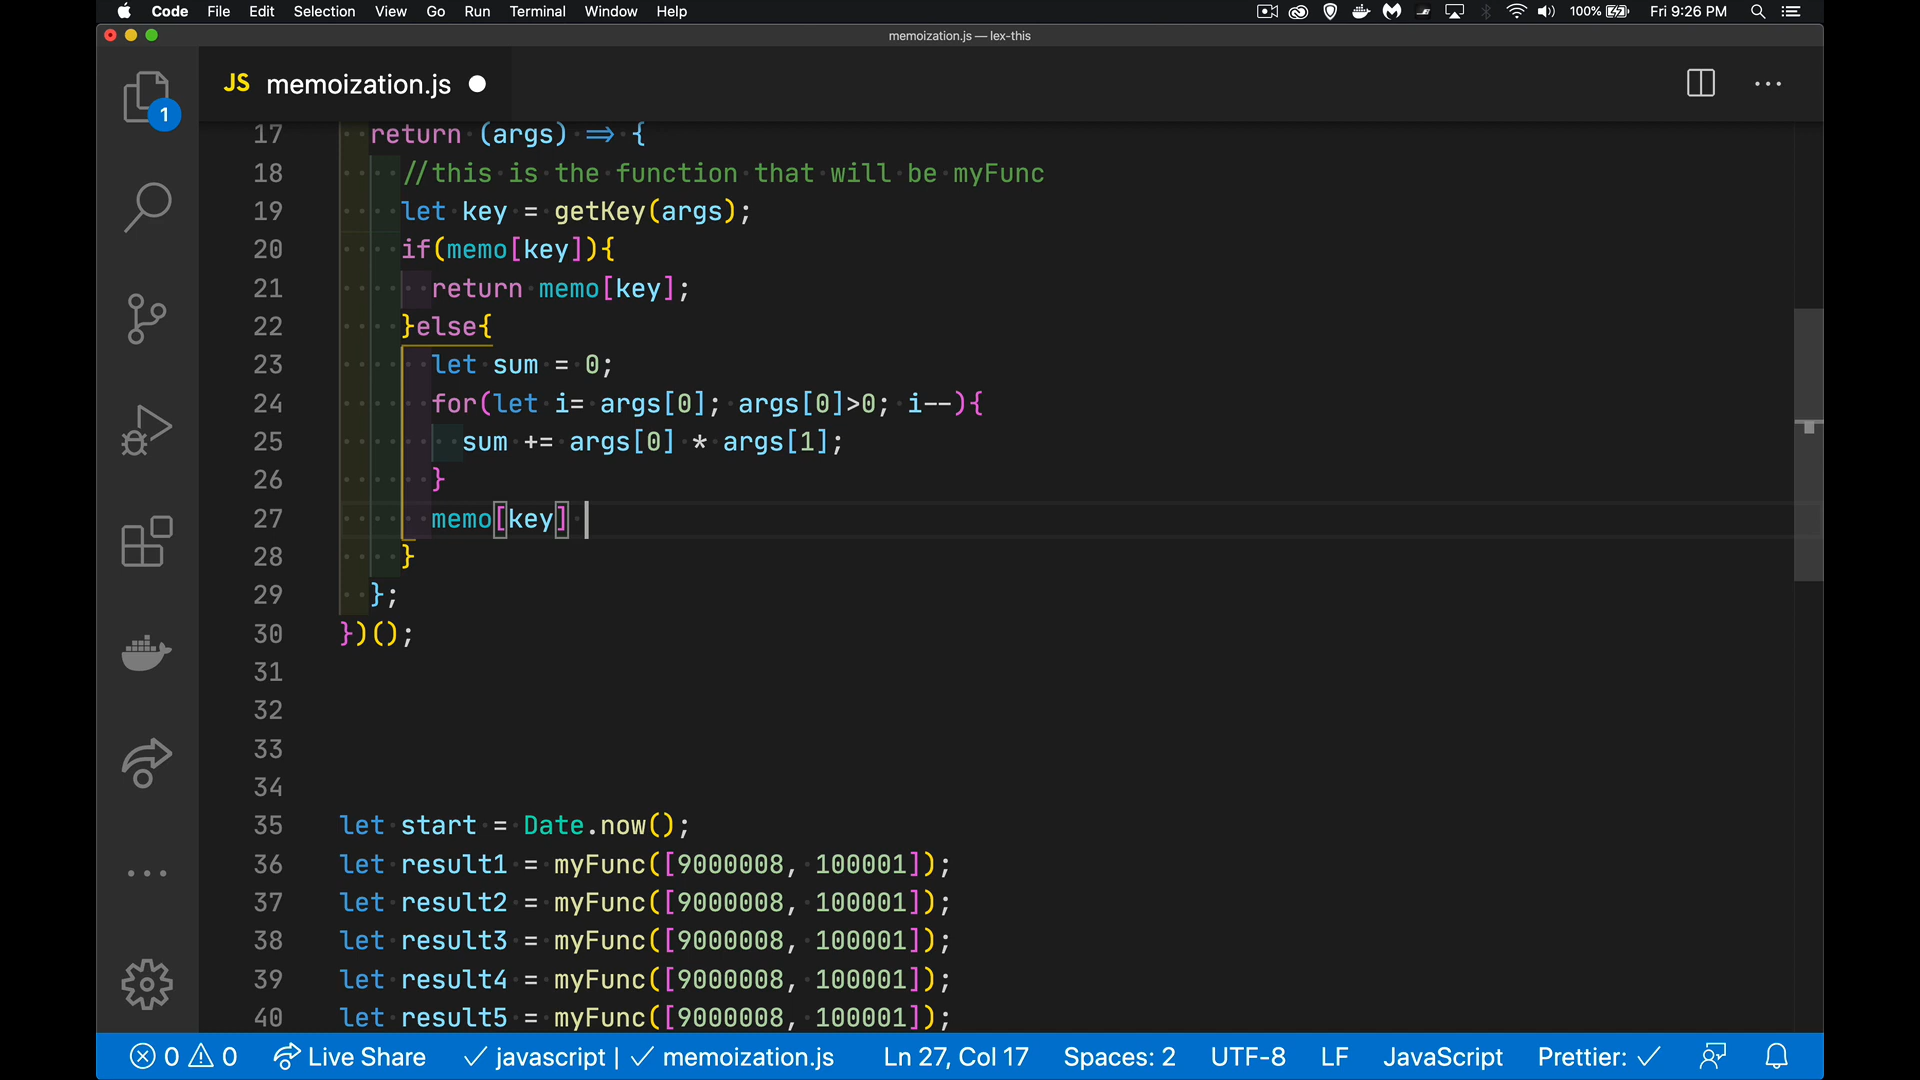 Code File Edit Selection View Go Run Terminal Window Help 100% Fri 9:26 PM
memoization.js — lex-this
1
JS memoization.js
17 return (args) => {
18 //this is the function that will be myFunc
19 let key = getKey(args);
20 if(memo[key]){
21 return memo[key];
22 }else{
23 let sum = 0;
24 for(let i= args[0]; args[0]>0; i--){
25 sum += args[0] * args[1];
26 }
27 memo[key]
28 }
29 };
30 })();
31
32
33
34
35 let start = Date.now();
36 let result1 = myFunc([9000008, 100001]);
37 let result2 = myFunc([9000008, 100001]);
38 let result3 = myFunc([9000008, 100001]);
39 let result4 = myFunc([9000008, 100001]);
40 let result5 = myFunc([9000008, 100001]);
0 0 Live Share ✓ javascript | ✓ memoization.js Ln 27, Col 17 Spaces: 2 UTF-8 LF JavaScript Prettier: ✓